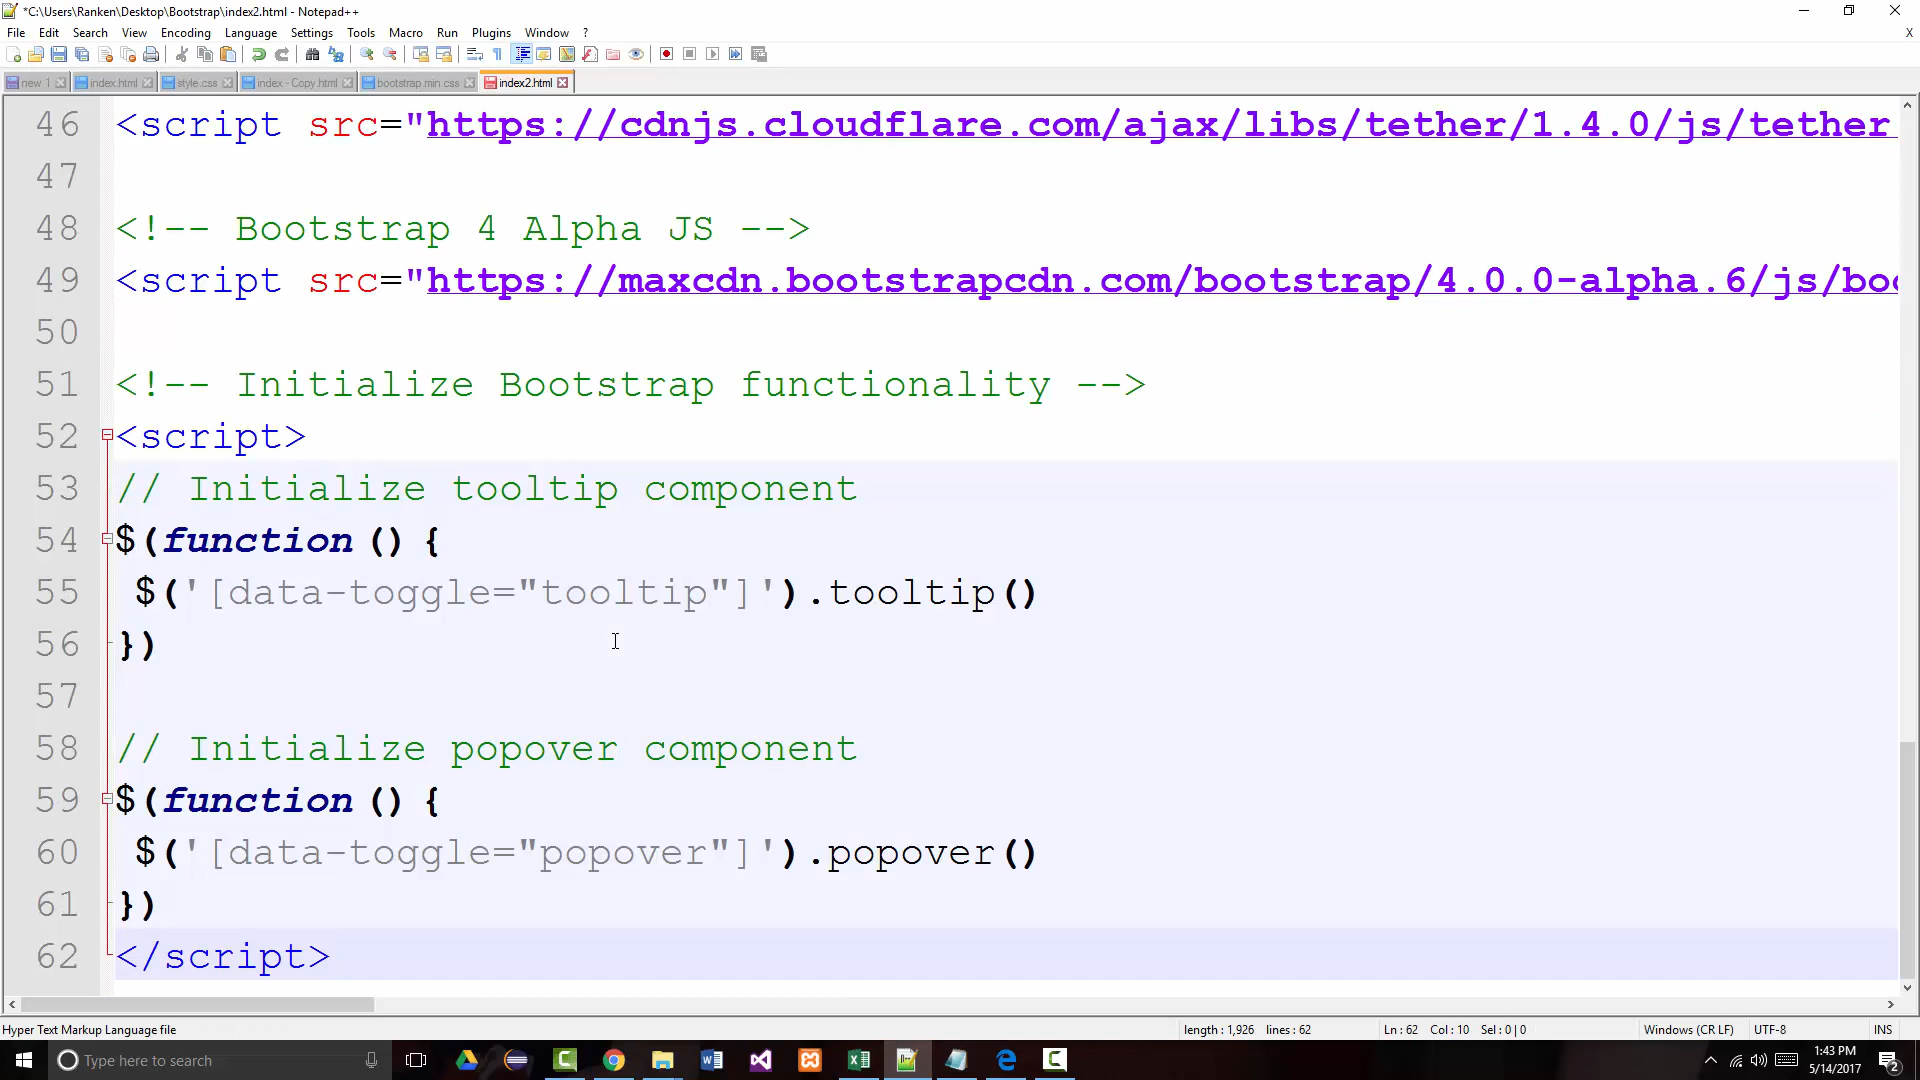 *C:\Users\Ranken\Desktop\Bootstrap\index2.html - Notepad++
File Edit Search View Encoding Language Settings Tools Macro Run Plugins Window ? X
new 1 index.html style.css index - Copy.html bootstrap.min.css index2.html
46 <script src="https://cdnjs.cloudflare.com/ajax/libs/tether/1.4.0/js/tether
47
48 <!-- Bootstrap 4 Alpha JS -->
49 <script src="https://maxcdn.bootstrapcdn.com/bootstrap/4.0.0-alpha.6/js/boo
50
51 <!-- Initialize Bootstrap functionality -->
52 <script>
53 // Initialize tooltip component
54 $(function () {
55 $('[data-toggle="tooltip"]').tooltip()
56 })
57
58 // Initialize popover component
59 $(function () {
60 $('[data-toggle="popover"]').popover()
61 })
62 </script>
Hyper Text Markup Language file length : 1,926 lines : 62 Ln : 62 Col : 10 Sel : 0 | 0 Windows (CR LF) UTF-8 INS
Type here to search
1:43 PM
5/14/2017
2